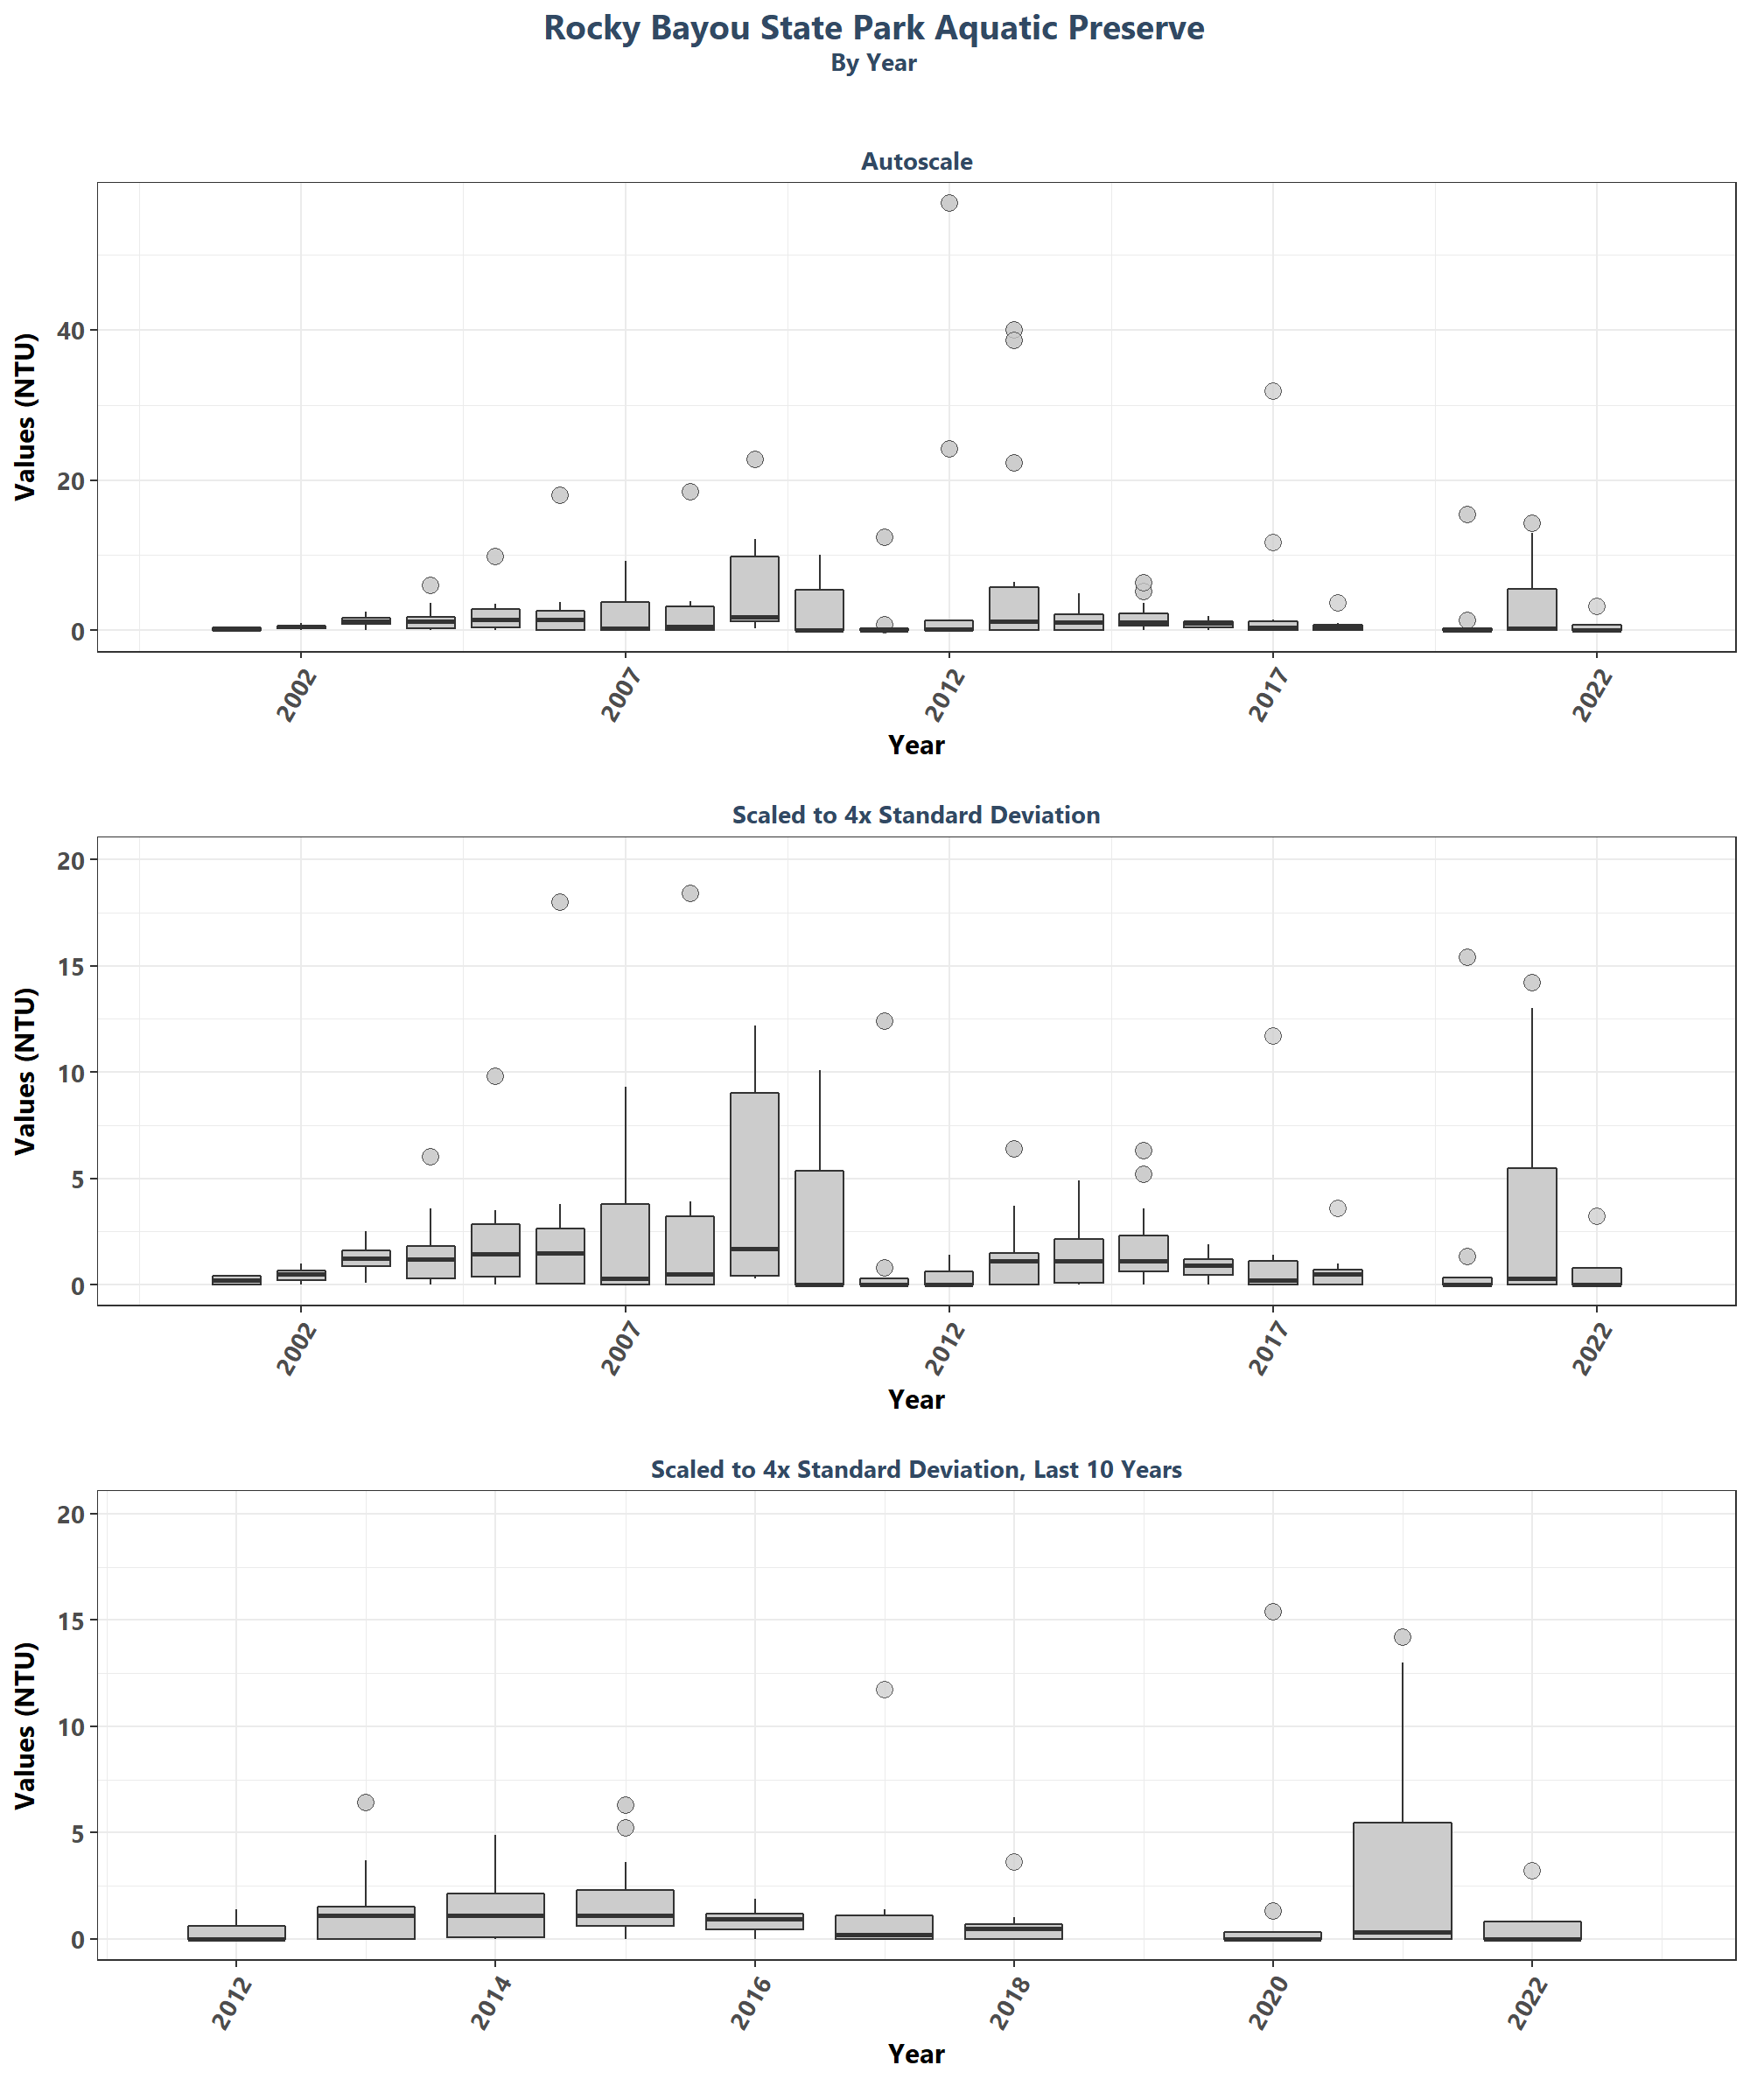 Rocky Bayou State Park Aquatic Preserve
By Year
Autoscale
Values (NTU)
40
20
0
2002 2007 2012 2017 2022
Year
Scaled to 4x Standard Deviation
Values (NTU)
20
15
10
5
0
2002 2007 2012 2017 2022
Year
Scaled to 4x Standard Deviation, Last 10 Years
Values (NTU)
20
15
10
5
0
2012 2014 2016 2018 2020 2022
Year